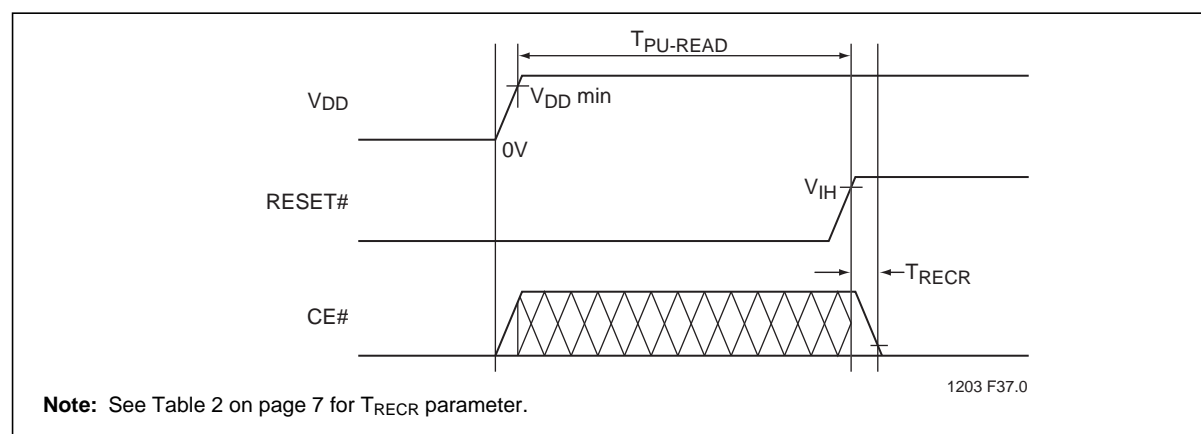 TPU-READ
VDD
VDD min
0V
RESET#
VIH
TRECR
CE#
1203 F37.0
Note: See Table 2 on page 7 for TRECR parameter.